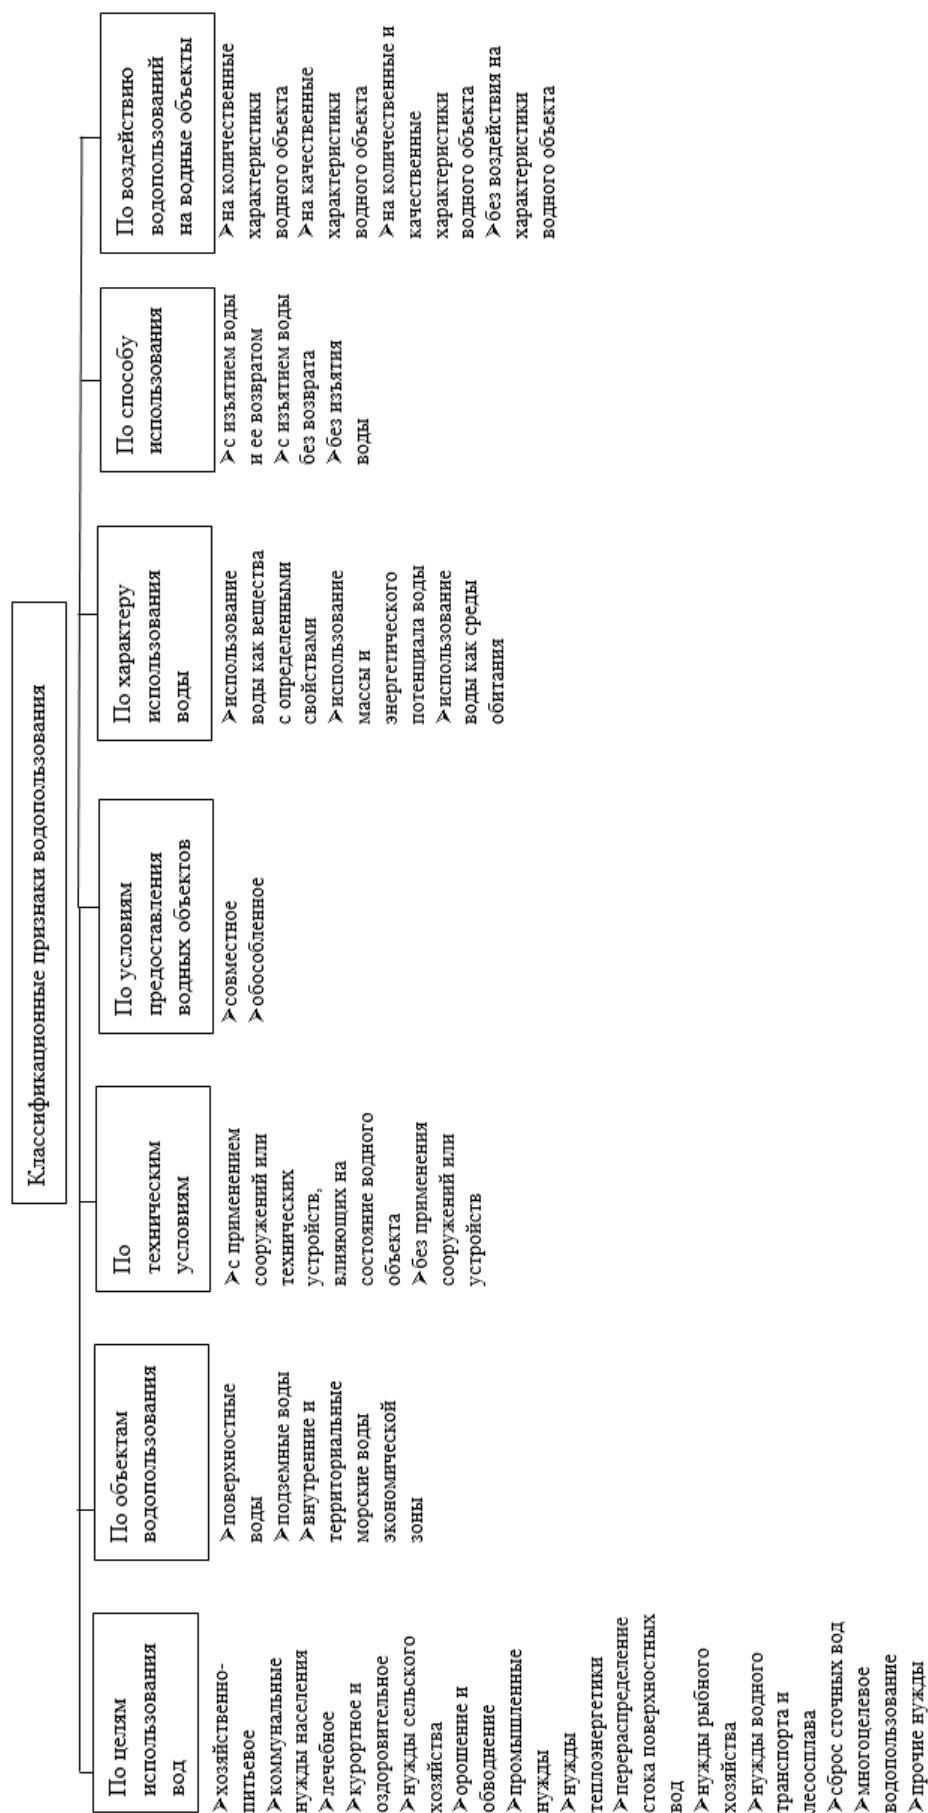 Классификационные признаки водопользования
По целям
использования
вод
➤хозяйственно-
питьевое
➤коммунальные
нужды населения
➤лечебное
➤курортное и
оздоровительное
➤нужды сельского
хозяйства
➤орошение и
обводнение
➤промышленные
нужды
➤нужды
теплоэнергетики
➤перераспределение
стока поверхностных
вод
➤нужды рыбного
хозяйства
➤нужды водного
транспорта и
лесосплава
➤сброс сточных вод
➤многоцелевое
водопользование
➤прочие нужды
По объектам
водопользования
➤поверхностные
воды
➤подземные воды
➤внутренние и
территориальные
морские воды
экономической
зоны
По
техническим
условиям
➤с применением
сооружений или
технических
устройств,
влияющих на
состояние водного
объекта
➤без применения
сооружений или
устройств
По условиям
предоставления
водных объектов
➤совместное
➤обособленное
По характеру
использования
воды
➤использование
воды как вещества
с определенными
свойствами
➤использование
массы и
энергетического
потенциала воды
➤использование
воды как среды
обитания
По способу
использования
➤с изъятием воды
и ее возвратом
➤с изъятием воды
без возврата
➤без изъятия
воды
По воздействию
водопользований
на водные объекты
➤на количественные
характеристики
водного объекта
➤на качественные
характеристики
водного объекта
➤на количественные и
качественные
характеристики
водного объекта
➤без воздействия на
характеристики
водного объекта